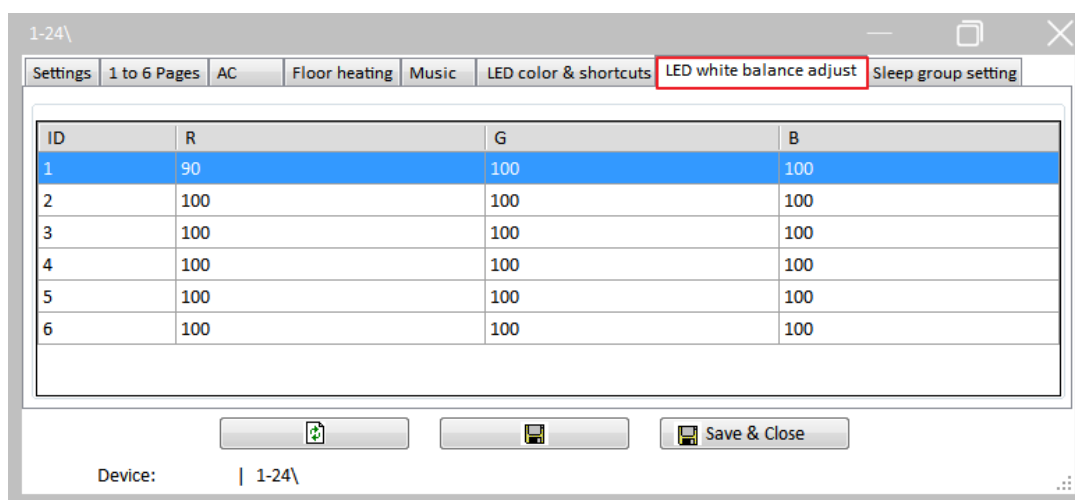 1-24\
Settings 1 to 6 Pages AC Floor heating Music LED color & shortcuts LED white balance adjust Sleep group setting
ID R G B
1 90 100 100
2 100 100 100
3 100 100 100
4 100 100 100
5 100 100 100
6 100 100 100
Save & Close
Device: | 1-24\